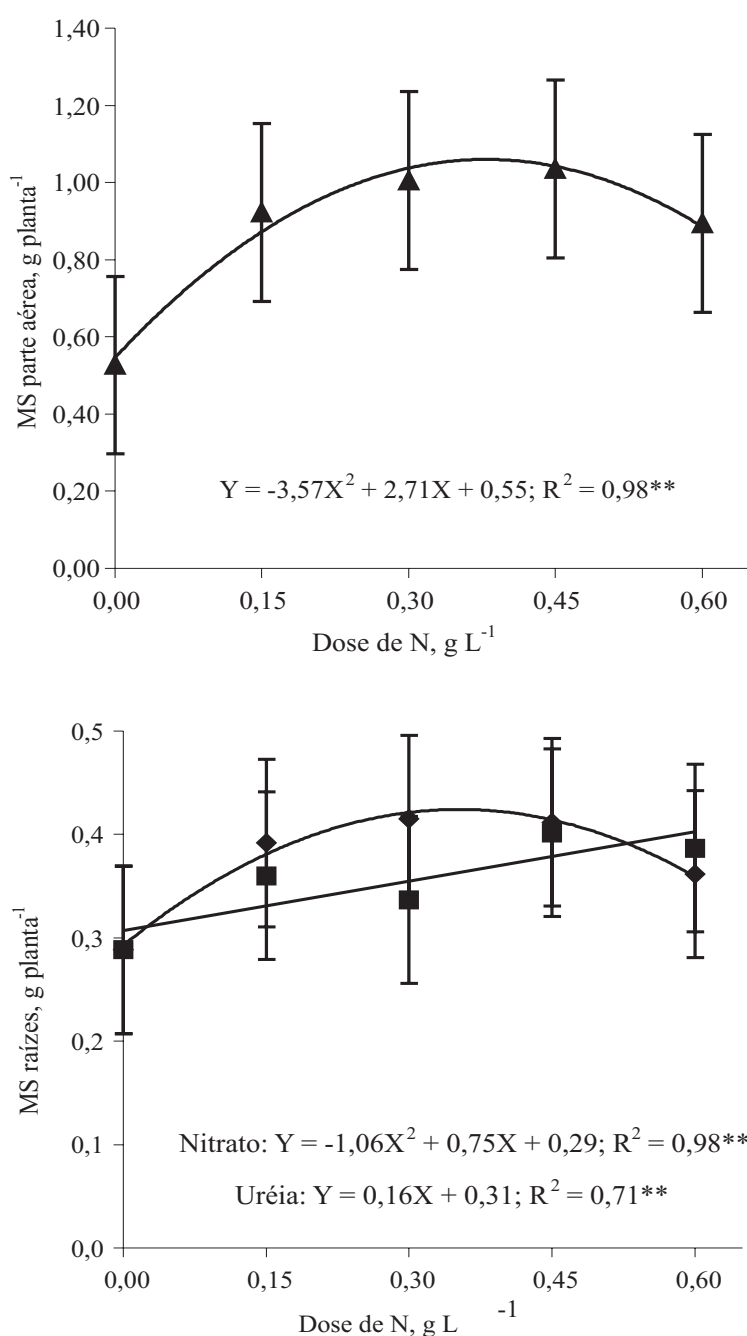 1,40
1,20
1,00
0,80
0,60
0,40
0,20
0,00
MS parte aérea, g planta⁻¹
Y = -3,57X² + 2,71X + 0,55; R² = 0,98**
0,00 0,15 0,30 0,45 0,60
Dose de N, g L⁻¹
0,5
0,4
0,3
0,2
0,1
0,0
MS raízes, g planta⁻¹
Nitrato: Y = -1,06X² + 0,75X + 0,29; R² = 0,98**
Uréia: Y = 0,16X + 0,31; R² = 0,71**
0,00 0,15 0,30 0,45 0,60
Dose de N, g L ⁻¹